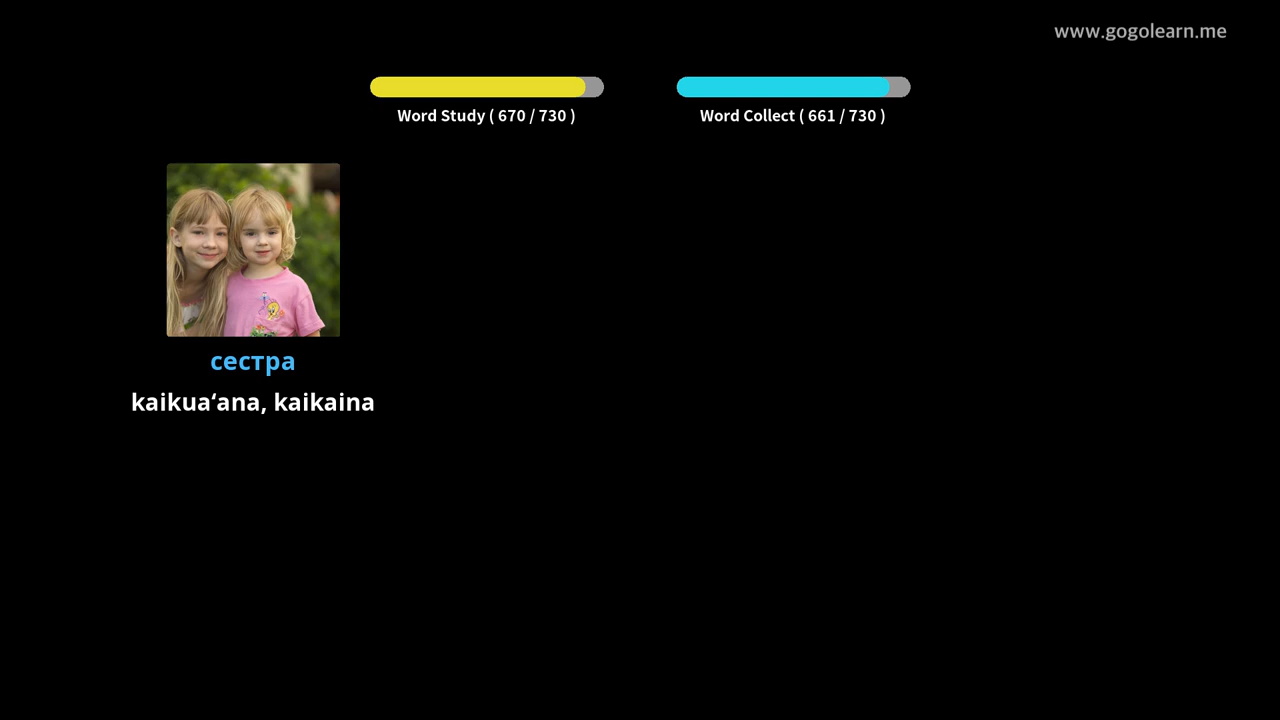 www.gogolearn.me
Word Study ( 670 / 730 )
Word Collect ( 661 / 730 )
сестра
kaikuaʻana, kaikaina